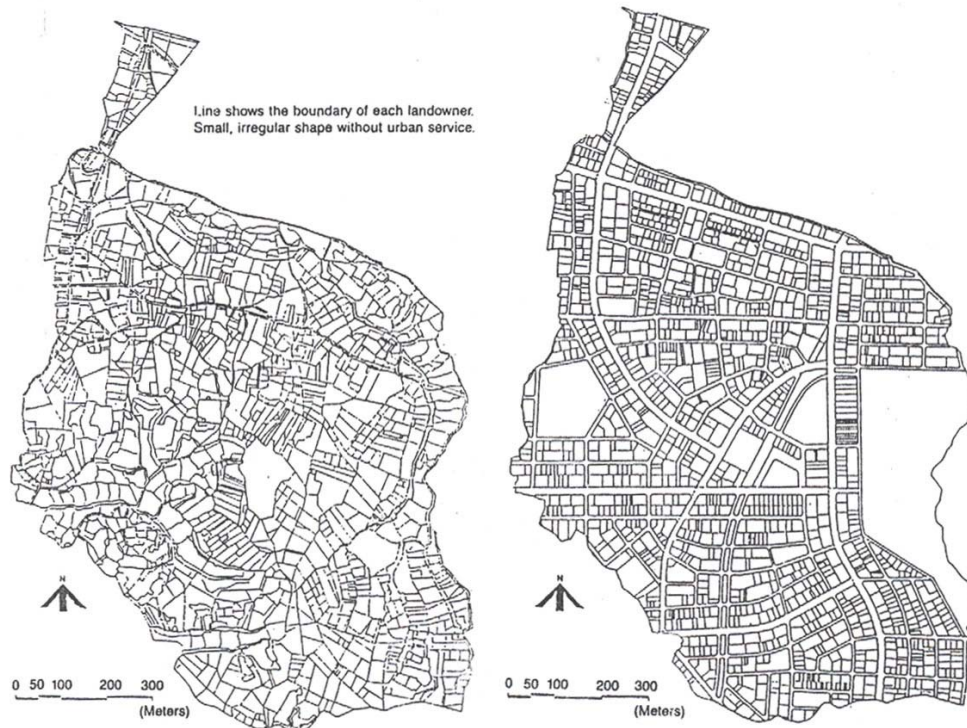 Line shows the boundary of each landowner.
Small, irregular shape without urban service.
N
0 50 100 200 300
(Meters)
N
0 50 100 200 300
(Meters)